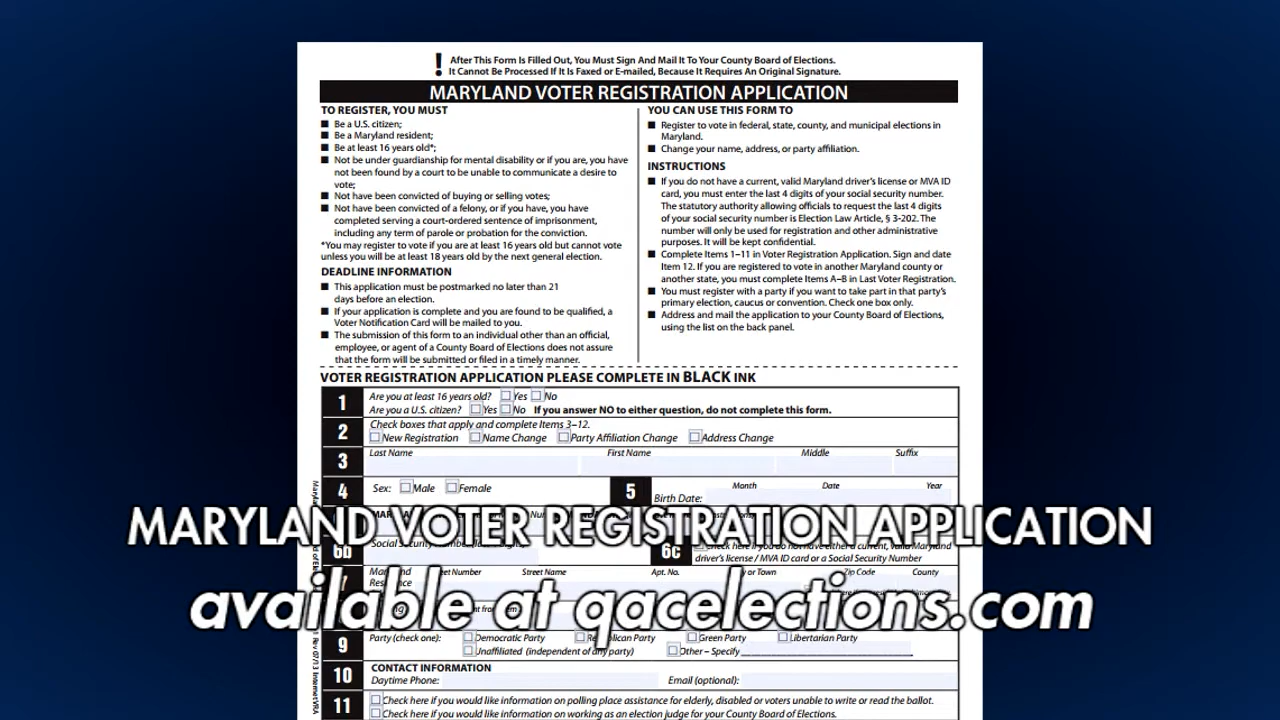 ! After This Form Is Filled Out, You Must Sign And Mail It To Your County Board of Elections.
It Cannot Be Processed If It Is Faxed or E-mailed, Because It Requires An Original Signature.
MARYLAND VOTER REGISTRATION APPLICATION
TO REGISTER, YOU MUST
■ Be a U.S. citizen;
■ Be a Maryland resident;
■ Be at least 16 years old*;
■ Not be under guardianship for mental disability or if you are, you have
not been found by a court to be unable to communicate a desire to
vote;
■ Not have been convicted of buying or selling votes;
■ Not have been convicted of a felony, or if you have, you have
completed serving a court-ordered sentence of imprisonment,
including any term of parole or probation for the conviction.
*You may register to vote if you are at least 16 years old but cannot vote
unless you will be at least 18 years old by the next general election.
DEADLINE INFORMATION
■ This application must be postmarked no later than 21
days before an election.
■ If your application is complete and you are found to be qualified, a
Voter Notification Card will be mailed to you.
■ The submission of this form to an individual other than an official,
employee, or agent of a County Board of Elections does not assure
that the form will be submitted or filed in a timely manner.
YOU CAN USE THIS FORM TO
■ Register to vote in federal, state, county, and municipal elections in
Maryland.
■ Change your name, address, or party affiliation.
INSTRUCTIONS
■ If you do not have a current, valid Maryland driver's license or MVA ID
card, you must enter the last 4 digits of your social security number.
The statutory authority allowing officials to request the last 4 digits
of your social security number is Election Law Article, § 3-202. The
number will only be used for registration and other administrative
purposes. It will be kept confidential.
■ Complete Items 1–11 in Voter Registration Application. Sign and date
Item 12. If you are registered to vote in another Maryland county or
another state, you must complete Items A–B in Last Voter Registration.
■ You must register with a party if you want to take part in that party's
primary election, caucus or convention. Check one box only.
■ Address and mail the application to your County Board of Elections,
using the list on the back panel.
VOTER REGISTRATION APPLICATION PLEASE COMPLETE IN BLACK INK
1 Are you at least 16 years old? Yes No
Are you a U.S. citizen? Yes No If you answer NO to either question, do not complete this form.
2 Check boxes that apply and complete Items 3–12.
New Registration Name Change Party Affiliation Change Address Change
3 Last Name First Name Middle Suffix
4 Sex: Male Female 5 Birth Date: Month Date Year
MARYLAND VOTER REGISTRATION APPLICATION
6b Social Security Number 6c Check here if you do not have either a current, valid Maryland
driver's license / MVA ID card or a Social Security Number
7 Maryland Residence Street Number Street Name Apt. No. City or Town Zip Code County
available at qacelections.com
9 Party (check one): Democratic Party Republican Party Green Party Libertarian Party
Unaffiliated (independent of any party) Other – Specify
10 CONTACT INFORMATION
Daytime Phone: Email (optional):
11 Check here if you would like information on polling place assistance for elderly, disabled or voters unable to write or read the ballot.
Check here if you would like information on working as an election judge for your County Board of Elections.